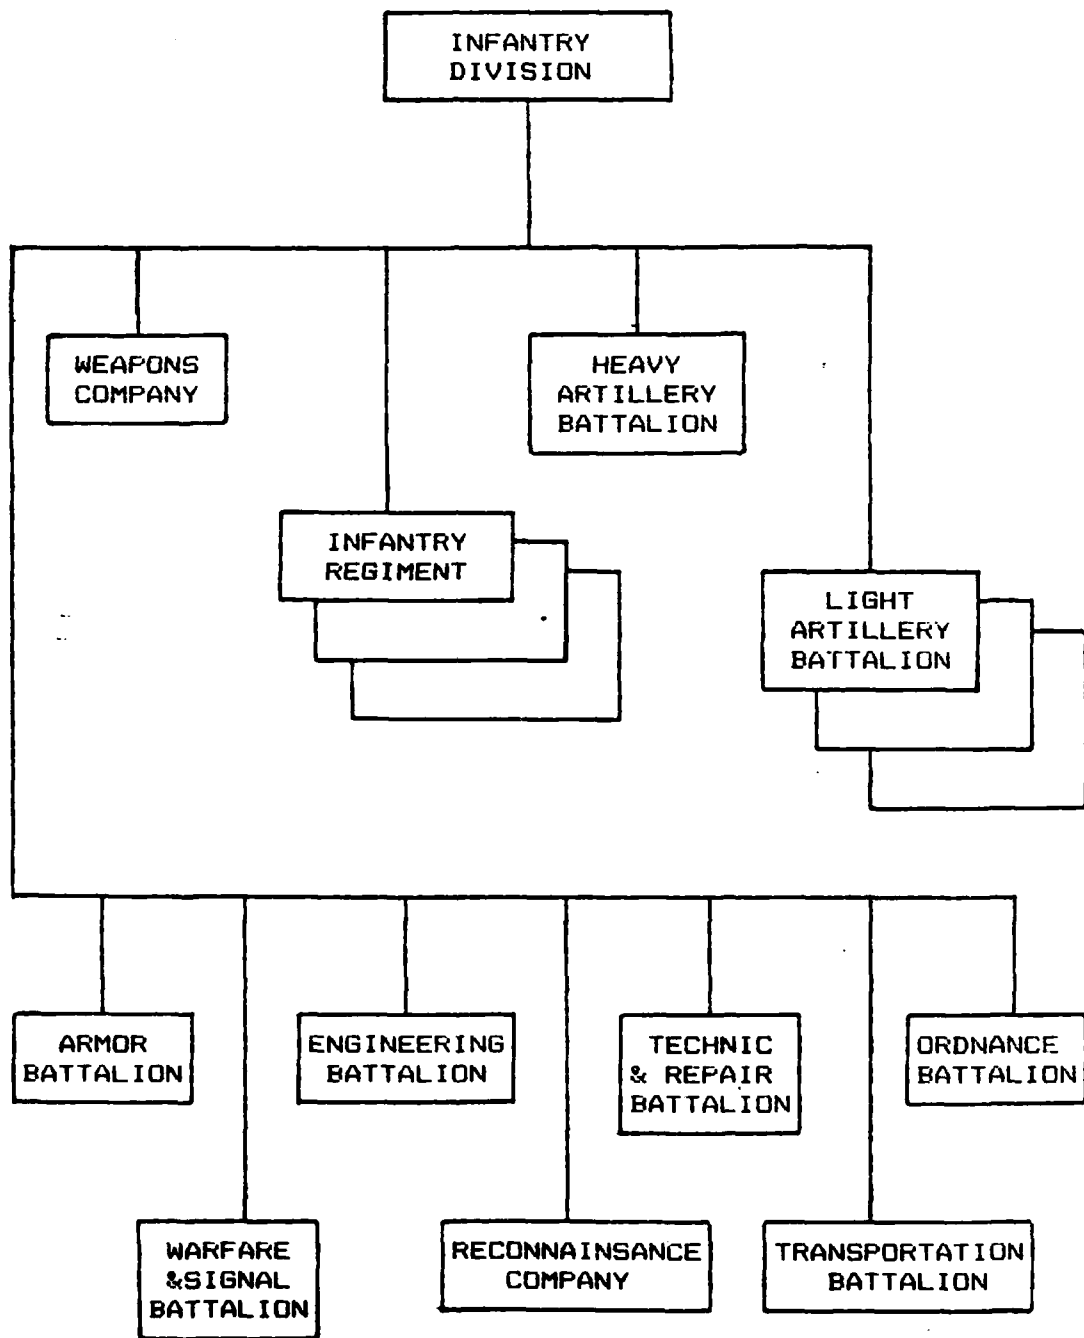 INFANTRY
DIVISION
WEAPONS
COMPANY
HEAVY
ARTILLERY
BATTALION
INFANTRY
REGIMENT
LIGHT
ARTILLERY
BATTALION
ARMOR
BATTALION
ENGINEERING
BATTALION
TECHNIC
& REPAIR
BATTALION
ORDNANCE
BATTALION
WARFARE
&SIGNAL
BATTALION
RECONNAINSANCE
COMPANY
TRANSPORTATION
BATTALION